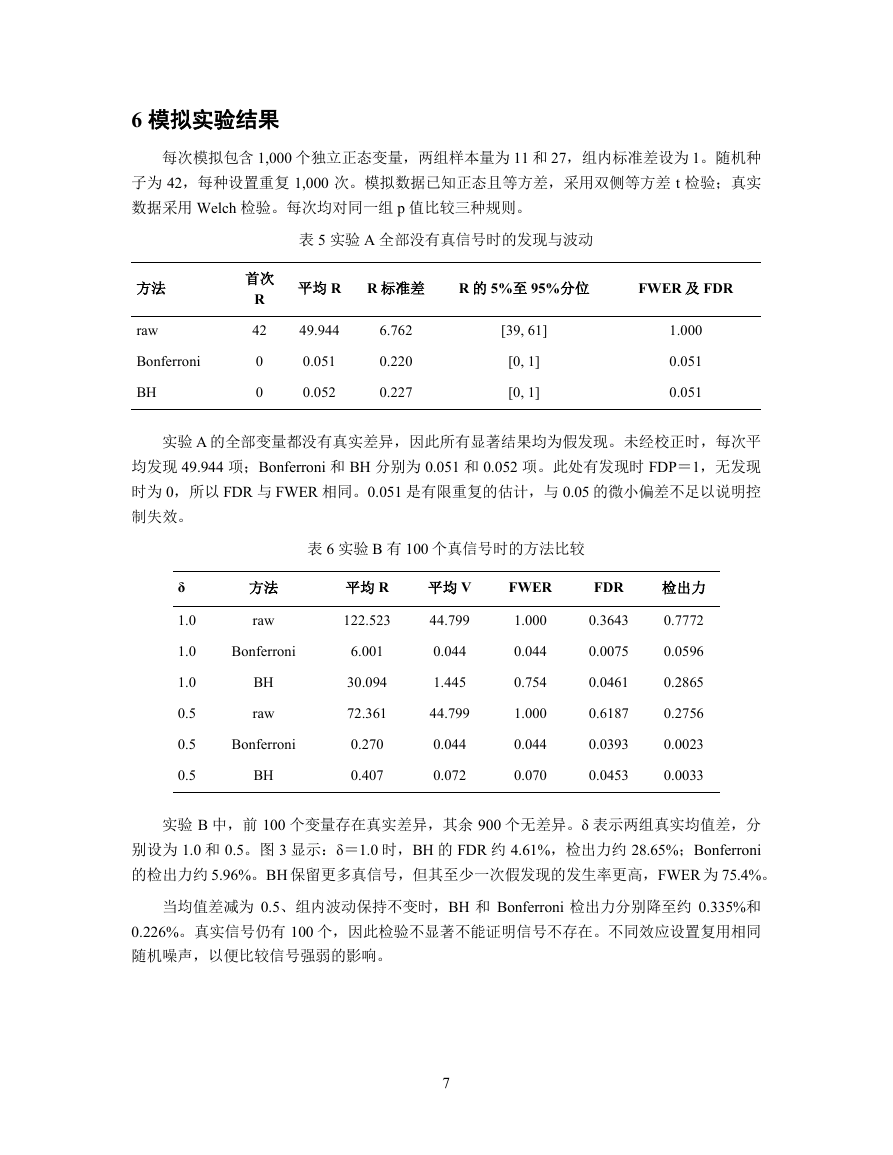 6 模拟实验结果
每次模拟包含 1,000 个独立正态变量，两组样本量为 11 和 27，组内标准差设为 1。随机种
子为 42，每种设置重复 1,000 次。模拟数据已知正态且等方差，采用双侧等方差 t 检验；真实
数据采用 Welch 检验。每次均对同一组 p 值比较三种规则。
表 5 实验 A 全部没有真信号时的发现与波动
方法 首次 R 平均 R R 标准差 R 的 5%至 95%分位 FWER 及 FDR
raw 42 49.944 6.762 [39, 61] 1.000
Bonferroni 0 0.051 0.220 [0, 1] 0.051
BH 0 0.052 0.227 [0, 1] 0.051
实验 A 的全部变量都没有真实差异，因此所有显著结果均为假发现。未经校正时，每次平
均发现 49.944 项；Bonferroni 和 BH 分别为 0.051 和 0.052 项。此处有发现时 FDP＝1，无发现
时为 0，所以 FDR 与 FWER 相同。0.051 是有限重复的估计，与 0.05 的微小偏差不足以说明控
制失效。
表 6 实验 B 有 100 个真信号时的方法比较
δ 方法 平均 R 平均 V FWER FDR 检出力
1.0 raw 122.523 44.799 1.000 0.3643 0.7772
1.0 Bonferroni 6.001 0.044 0.044 0.0075 0.0596
1.0 BH 30.094 1.445 0.754 0.0461 0.2865
0.5 raw 72.361 44.799 1.000 0.6187 0.2756
0.5 Bonferroni 0.270 0.044 0.044 0.0393 0.0023
0.5 BH 0.407 0.072 0.070 0.0453 0.0033
实验 B 中，前 100 个变量存在真实差异，其余 900 个无差异。δ 表示两组真实均值差，分
别设为 1.0 和 0.5。图 3 显示：δ＝1.0 时，BH 的 FDR 约 4.61%，检出力约 28.65%；Bonferroni
的检出力约 5.96%。BH 保留更多真信号，但其至少一次假发现的发生率更高，FWER 为 75.4%。
当均值差减为 0.5、组内波动保持不变时，BH 和 Bonferroni 检出力分别降至约 0.335%和
0.226%。真实信号仍有 100 个，因此检验不显著不能证明信号不存在。不同效应设置复用相同
随机噪声，以便比较信号强弱的影响。
7